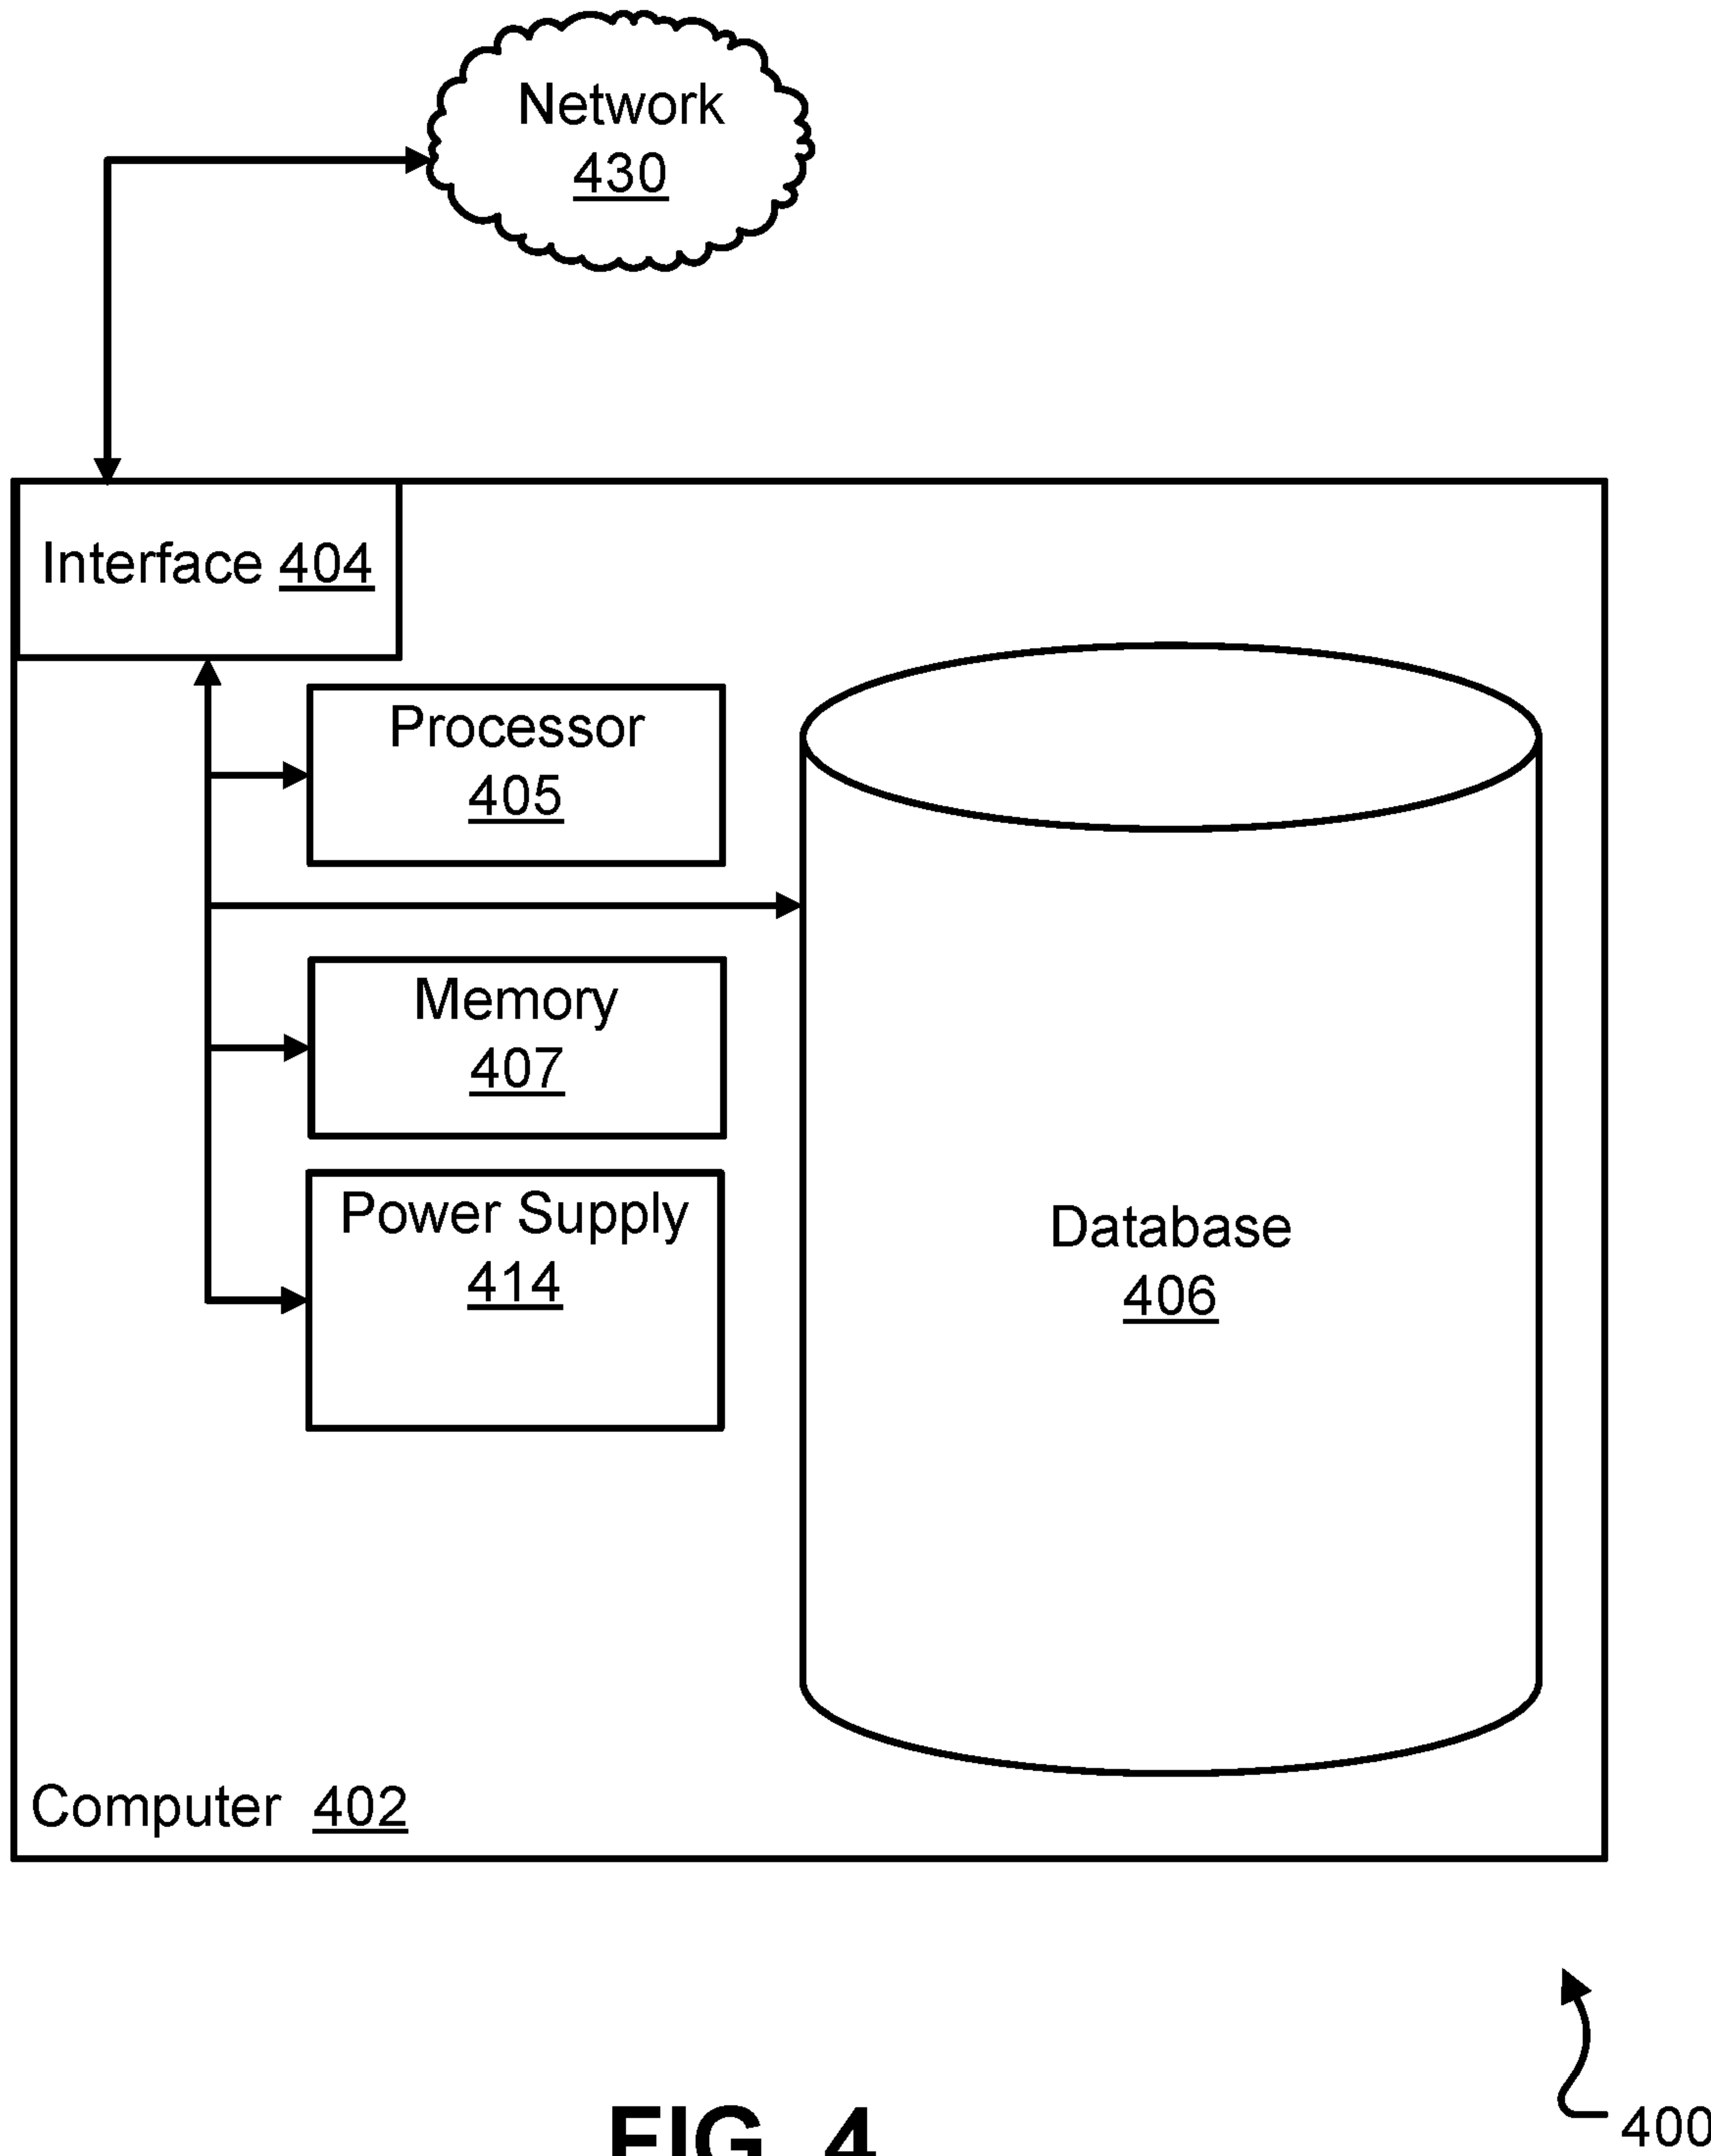 Network
430
Interface 404
Processor
405
Memory
407
Power Supply
414
Database
406
Computer 402
400
FIG. 4